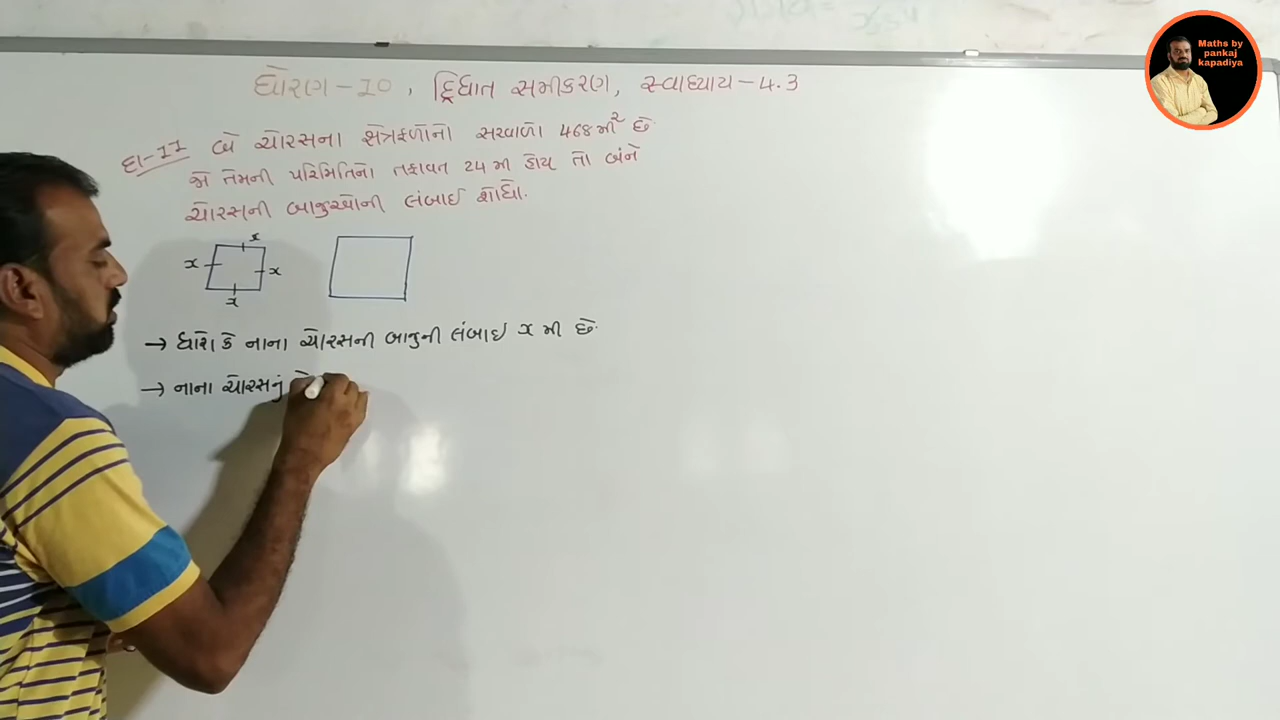 ધોરણ-10, દ્વિઘાત સમીકરણ, સ્વાધ્યાય-4.3
દા-11 બે ચોરસના ક્ષેત્રફળોનો સરવાળો 468 મી² છે
જો તેમની પરિમિતિનો તફાવત 24 મી હોય તો બંને
ચોરસની બાજુઓની લંબાઈ શોધો.
x
x
x
x
→ ધારો કે નાના ચોરસની બાજુની લંબાઈ x મી છે.
→ નાના ચોરસનું
Maths by
pankaj
kapadiya